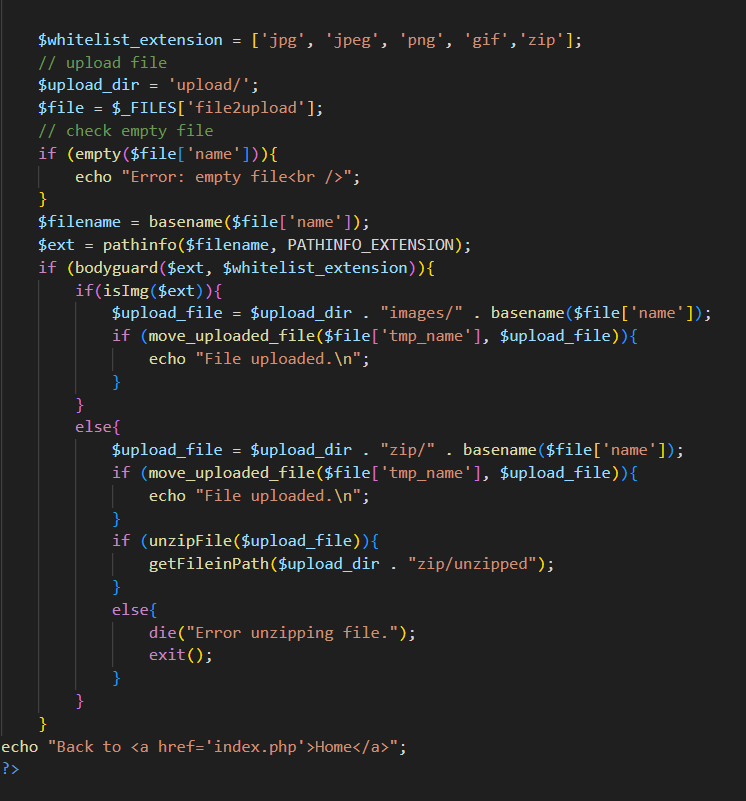 $whitelist_extension = ['jpg', 'jpeg', 'png', 'gif','zip'];
// upload file
$upload_dir = 'upload/';
$file = $_FILES['file2upload'];
// check empty file
if (empty($file['name'])){
echo "Error: empty file<br />";
}
$filename = basename($file['name']);
$ext = pathinfo($filename, PATHINFO_EXTENSION);
if (bodyguard($ext, $whitelist_extension)){
if(isImg($ext)){
$upload_file = $upload_dir . "images/" . basename($file['name']);
if (move_uploaded_file($file['tmp_name'], $upload_file)){
echo "File uploaded.\n";
}
}
else{
$upload_file = $upload_dir . "zip/" . basename($file['name']);
if (move_uploaded_file($file['tmp_name'], $upload_file)){
echo "File uploaded.\n";
}
if (unzipFile($upload_file)){
getFileinPath($upload_dir . "zip/unzipped");
}
else{
die("Error unzipping file.");
exit();
}
}
}
echo "Back to <a href='index.php'>Home</a>";
?>